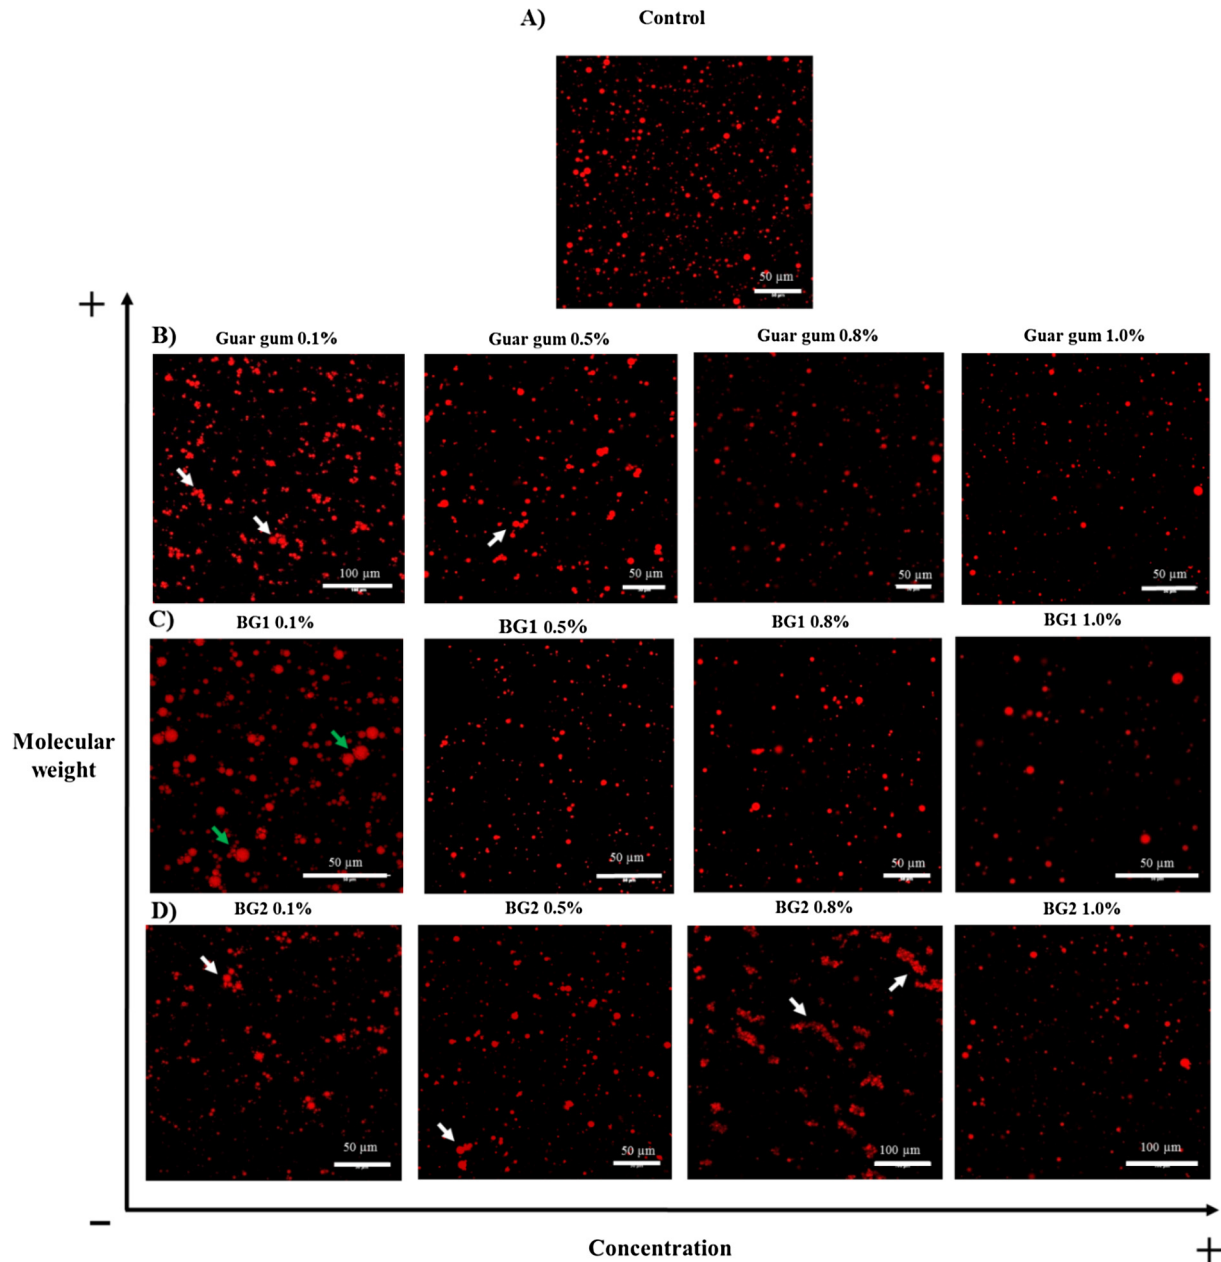 A) Control
50 µm
+
B) Guar gum 0.1% Guar gum 0.5% Guar gum 0.8% Guar gum 1.0%
100 µm 50 µm 50 µm 50 µm
C) BG1 0.1% BG1 0.5% BG1 0.8% BG1 1.0%
Molecular
weight
50 µm 50 µm 50 µm 50 µm
D) BG2 0.1% BG2 0.5% BG2 0.8% BG2 1.0%
50 µm 50 µm 100 µm 100 µm
−
Concentration
+